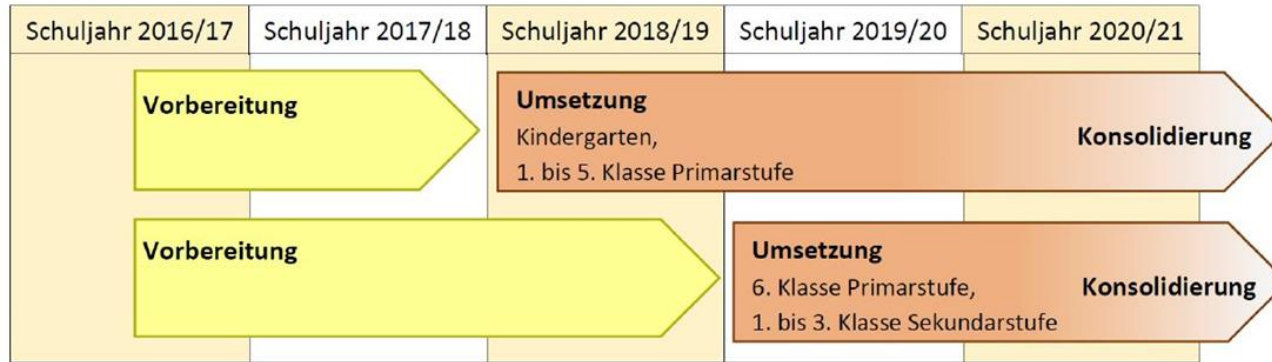 Schuljahr 2016/17 Schuljahr 2017/18 Schuljahr 2018/19 Schuljahr 2019/20 Schuljahr 2020/21
Vorbereitung
Umsetzung
Kindergarten,
1. bis 5. Klasse Primarstufe
Konsolidierung
Vorbereitung
Umsetzung
6. Klasse Primarstufe,
1. bis 3. Klasse Sekundarstufe
Konsolidierung